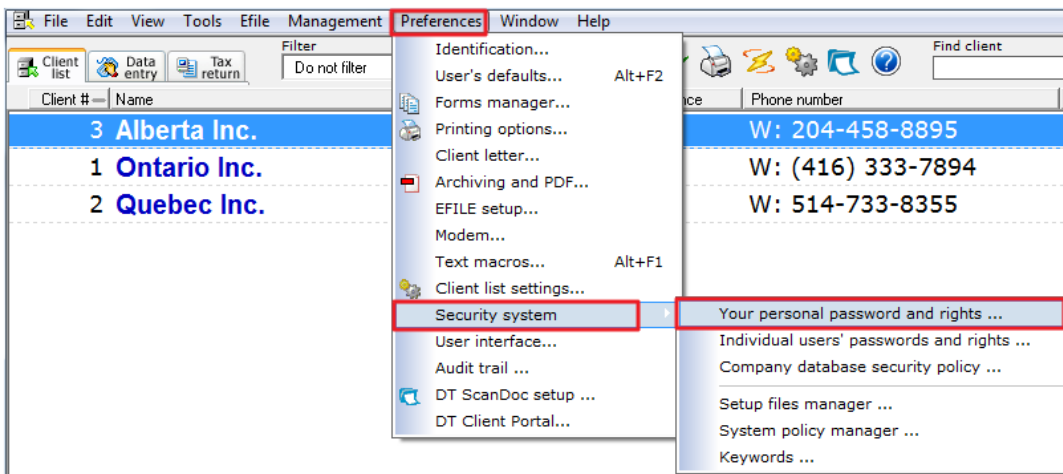 File Edit View Tools Efile Management Preferences Window Help
Client list
Data entry
Tax return
Filter
Do not filter
Find client
Client # Name
Phone number
3 Alberta Inc. W: 204-458-8895
1 Ontario Inc. W: (416) 333-7894
2 Quebec Inc. W: 514-733-8355
Identification...
User's defaults... Alt+F2
Forms manager...
Printing options...
Client letter...
Archiving and PDF...
EFILE setup...
Modem...
Text macros... Alt+F1
Client list settings...
Security system
User interface...
Audit trail ...
DT ScanDoc setup ...
DT Client Portal...
Your personal password and rights ...
Individual users' passwords and rights ...
Company database security policy ...
Setup files manager ...
System policy manager ...
Keywords ...